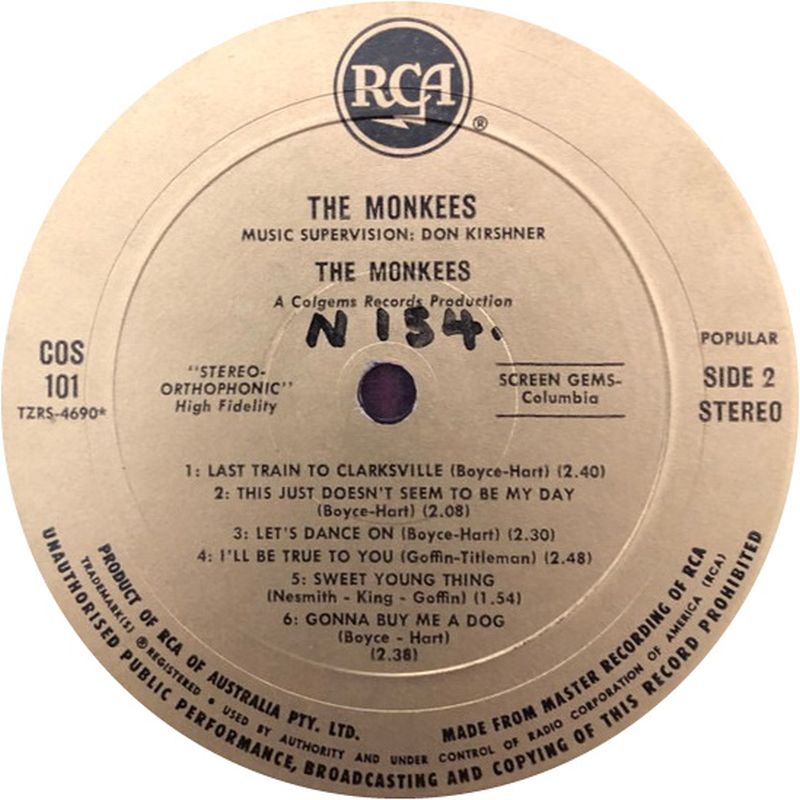 RCA
®
THE MONKEES
MUSIC SUPERVISION: DON KIRSHNER
THE MONKEES
A Colgems Records Production
N 134.
COS
101
TZRS-4690*
"STEREO-
ORTHOPHONIC"
High Fidelity
SCREEN GEMS-
Columbia
POPULAR
SIDE 2
STEREO
1: LAST TRAIN TO CLARKSVILLE (Boyce-Hart) (2.40)
2: THIS JUST DOESN'T SEEM TO BE MY DAY
(Boyce-Hart) (2.08)
3: LET'S DANCE ON (Boyce-Hart) (2.30)
4: I'LL BE TRUE TO YOU (Goffin-Titleman) (2.48)
5: SWEET YOUNG THING
(Nesmith - King - Goffin) (1.54)
6: GONNA BUY ME A DOG
(Boyce - Hart)
(2.38)
PRODUCT OF RCA OF AUSTRALIA PTY. LTD. MADE FROM MASTER RECORDING OF RCA
TRADEMARK(S) ® REGISTERED • USED BY AUTHORITY AND UNDER CONTROL OF RADIO CORPORATION OF AMERICA (RCA)
UNAUTHORISED PUBLIC PERFORMANCE, BROADCASTING AND COPYING OF THIS RECORD PROHIBITED